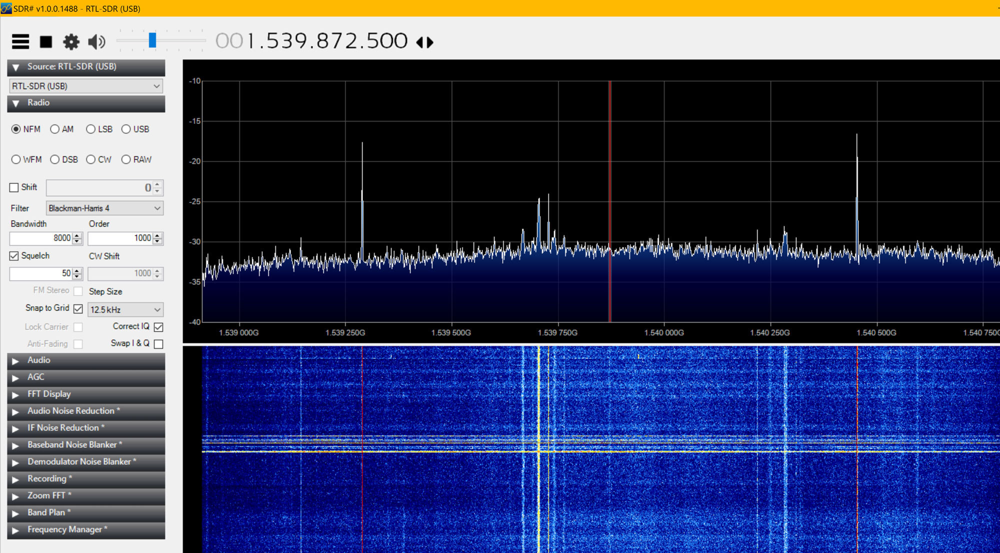 SDR# v1.0.0.1488 - RTL-SDR (USB)
001.539.872.500
Source: RTL-SDR (USB)
RTL-SDR (USB)
Radio
NFM AM LSB USB
WFM DSB CW RAW
Shift 0
Filter Blackman-Harris 4
Bandwidth Order
8000 1000
Squelch CW Shift
50 1000
FM Stereo Step Size
Snap to Grid 12.5 kHz
Lock Carrier Correct IQ
Anti-Fading Swap I & Q
Audio
AGC
FFT Display
Audio Noise Reduction *
IF Noise Reduction *
Baseband Noise Blanker *
Demodulator Noise Blanker *
Recording *
Zoom FFT *
Band Plan *
Frequency Manager *
-10
-15
-20
-25
-30
-35
-40
1.539 000G 1.539 250G 1.539 500G 1.539 750G 1.540 000G 1.540 250G 1.540 500G 1.540 750G